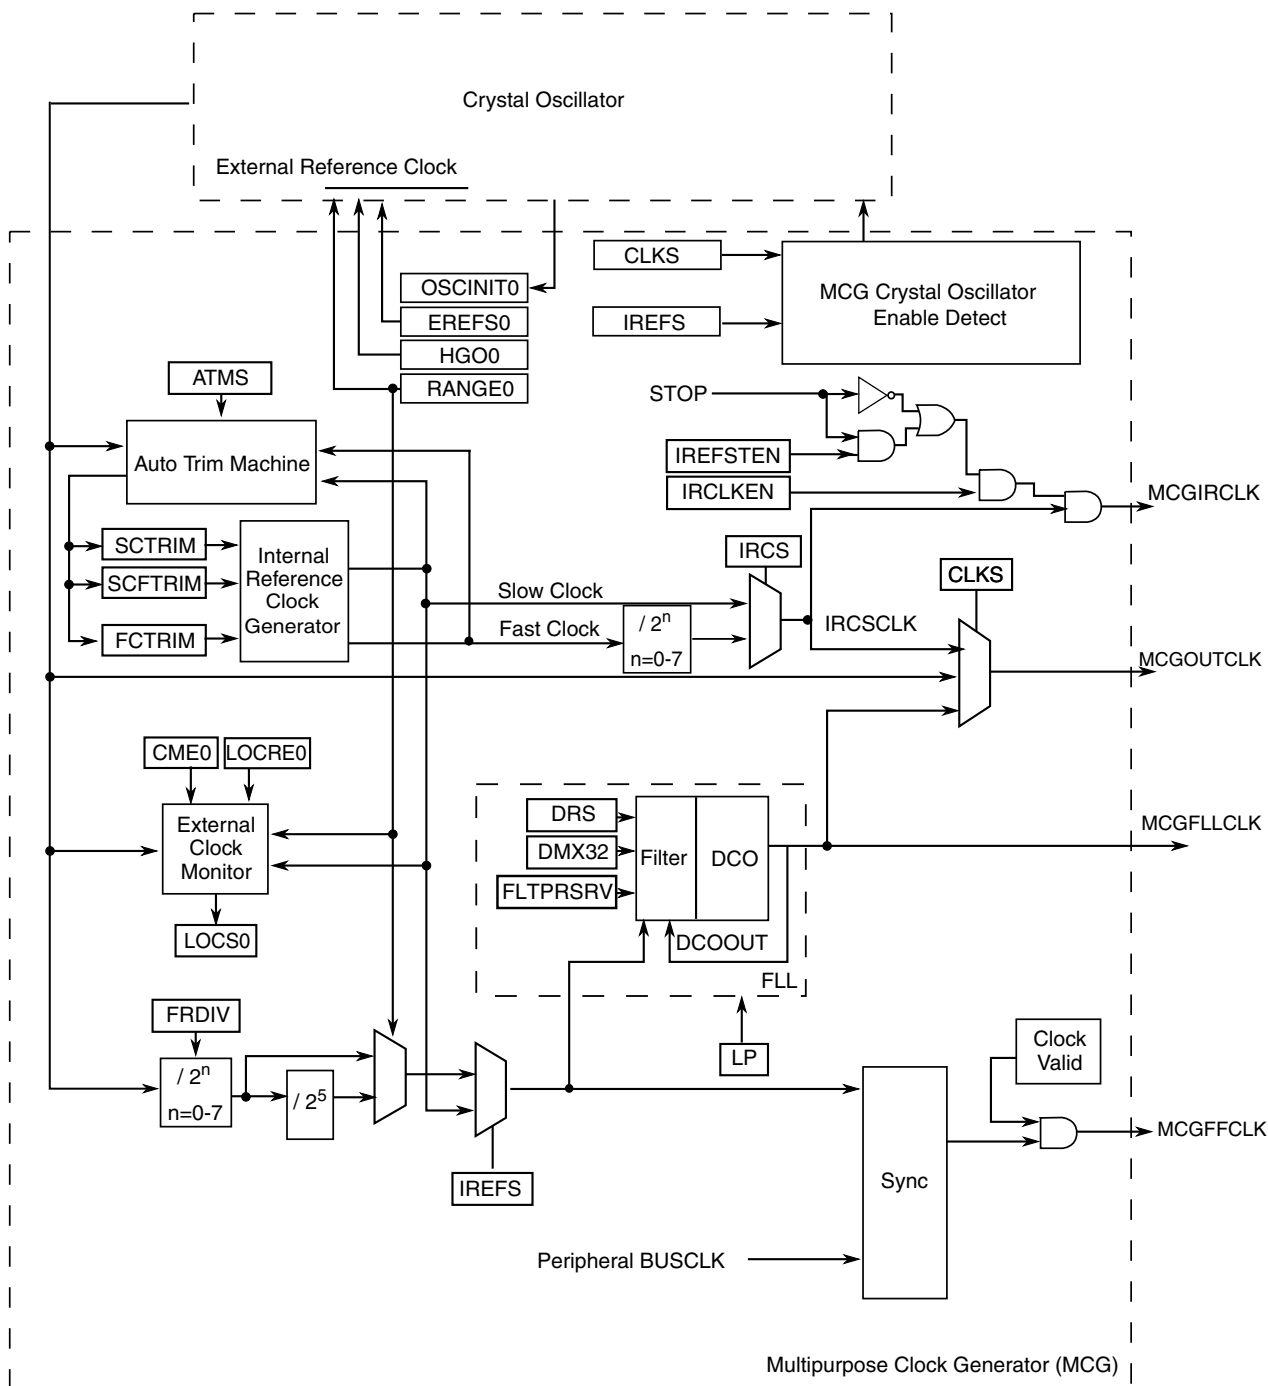 Crystal Oscillator
External Reference Clock
CLKS
OSCINIT0
MCG Crystal Oscillator
Enable Detect
EREFS0
IREFS
HGO0
RANGE0
ATMS
STOP
Auto Trim Machine
IREFSTEN
IRCLKEN
MCGIRCLK
SCTRIM
SCFTRIM
FCTRIM
Internal
Reference
Clock
Generator
IRCS
CLKS
Slow Clock
Fast Clock
/ 2n
n=0-7
IRCSCLK
MCGOUTCLK
CME0
LOCRE0
External
Clock
Monitor
LOCS0
DRS
DMX32
FLTPRSRV
Filter
DCO
MCGFLLCLK
DCOOUT
FLL
LP
FRDIV
/ 2n
n=0-7
/ 25
IREFS
Clock
Valid
MCGFFCLK
Sync
Peripheral BUSCLK
Multipurpose Clock Generator (MCG)